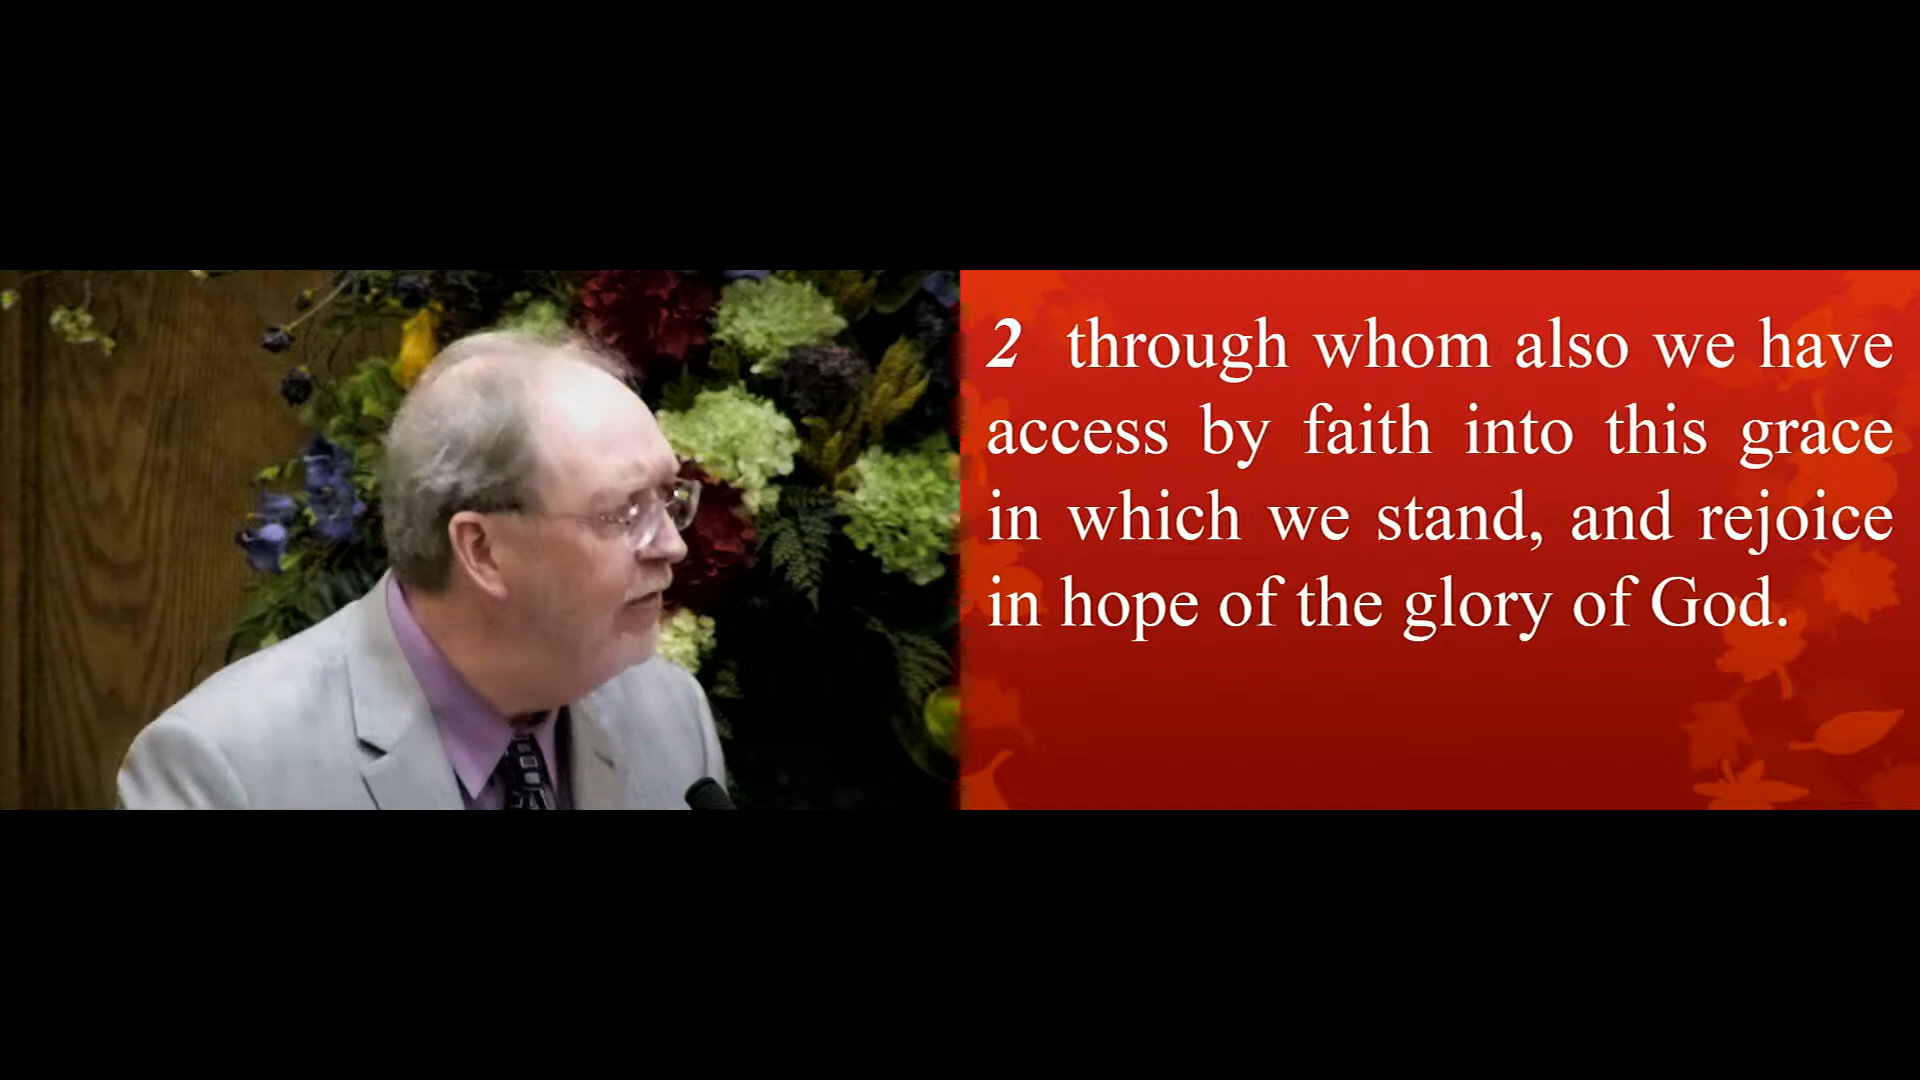 2 through whom also we have
access by faith into this grace
in which we stand, and rejoice
in hope of the glory of God.